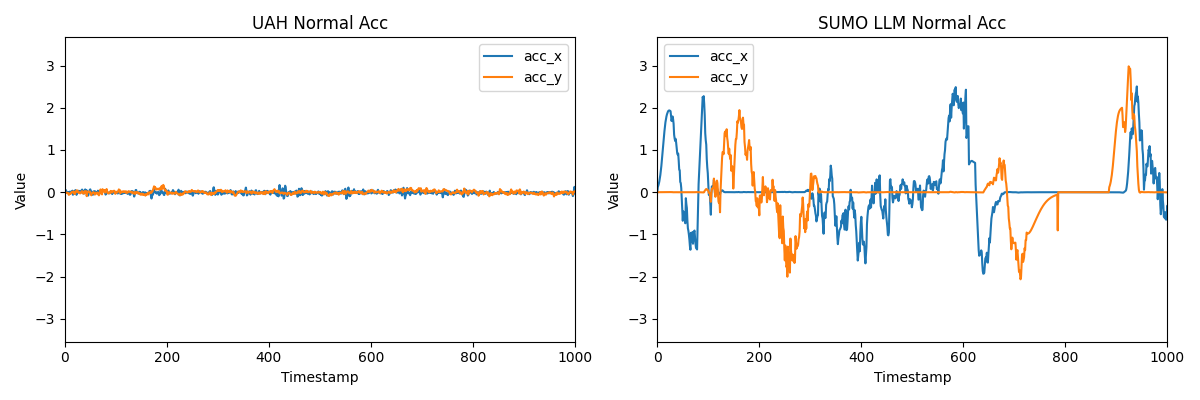 UAH Normal Acc
acc_x
acc_y
3
2
1
0
−1
−2
−3
Value
0
200
400
600
800
1000
Timestamp
SUMO LLM Normal Acc
acc_x
acc_y
3
2
1
0
−1
−2
−3
Value
0
200
400
600
800
1000
Timestamp